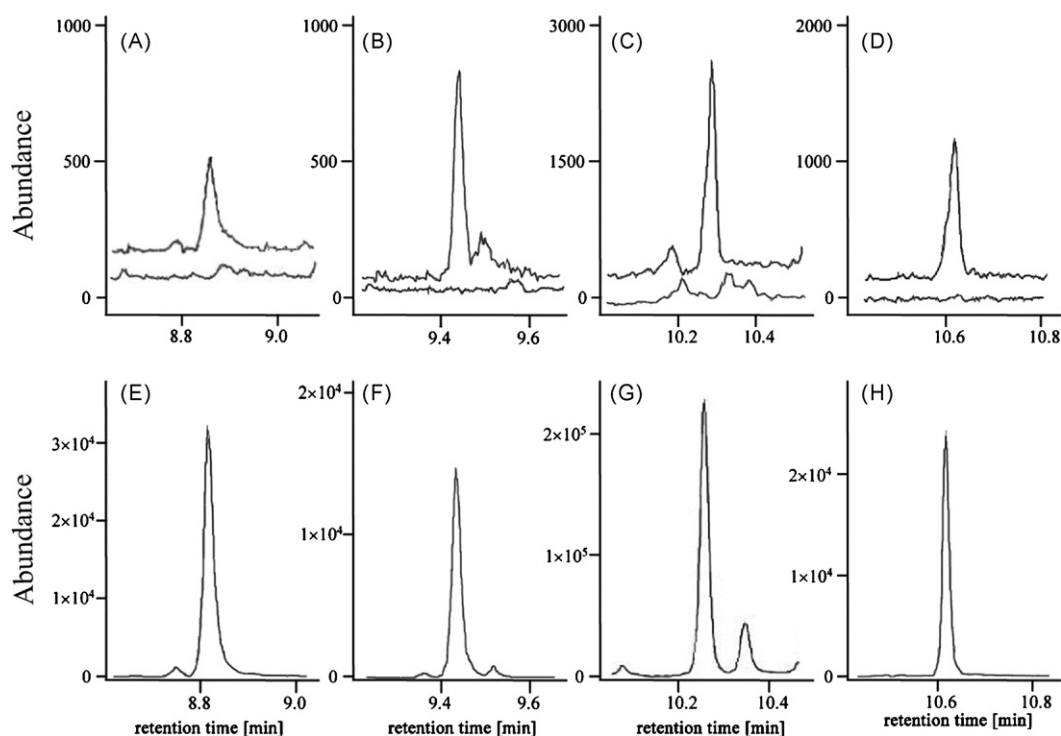 1000
(A)
(B)
3000
(C)
2000
(D)
Abundance
500
500
1500
1000
0
0
0
0
8.8
9.0
9.4
9.6
10.2
10.4
10.6
10.8
(E)
2×10⁴
(F)
(G)
(H)
3×10⁴
2×10⁵
2×10⁴
Abundance
2×10⁴
1×10⁴
1×10⁵
1×10⁴
1×10⁴
0
0
0
0
8.8
9.0
9.4
9.6
10.2
10.4
10.6
10.8
retention time [min]
retention time [min]
retention time [min]
retention time [min]